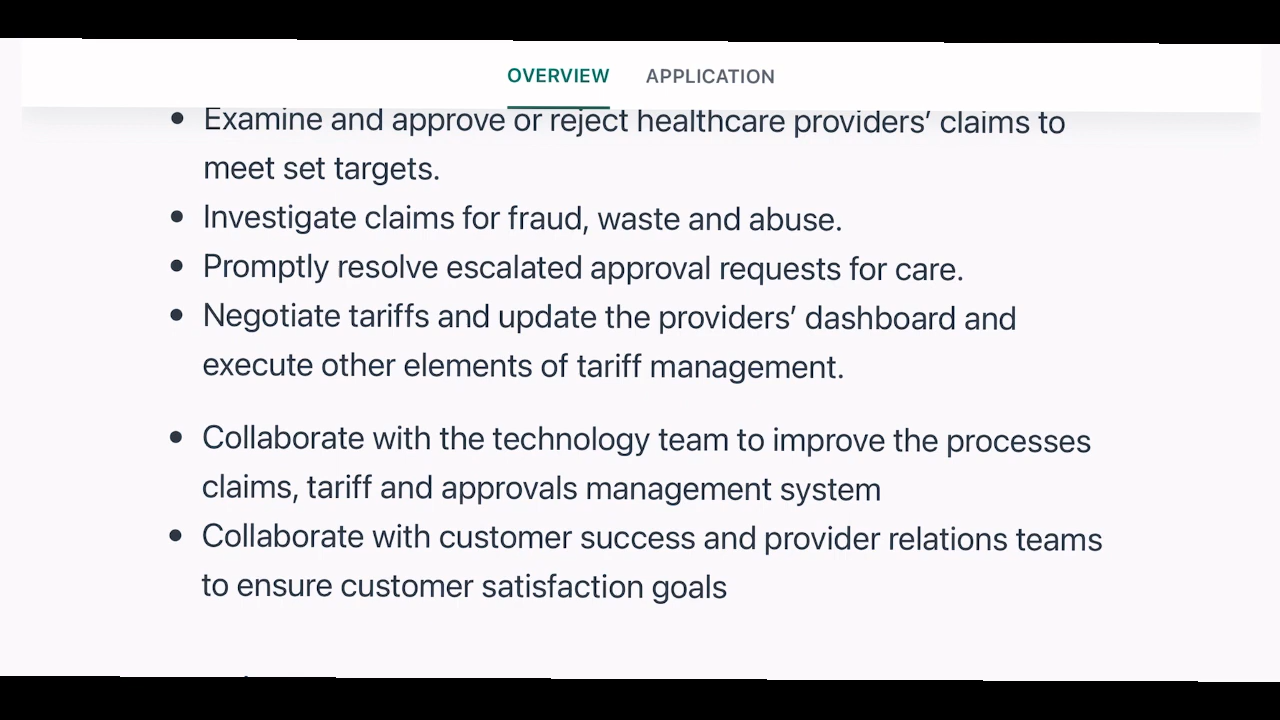 OVERVIEW APPLICATION
• Examine and approve or reject healthcare providers’ claims to
meet set targets.
• Investigate claims for fraud, waste and abuse.
• Promptly resolve escalated approval requests for care.
• Negotiate tariffs and update the providers’ dashboard and
execute other elements of tariff management.
• Collaborate with the technology team to improve the processes
claims, tariff and approvals management system
• Collaborate with customer success and provider relations teams
to ensure customer satisfaction goals